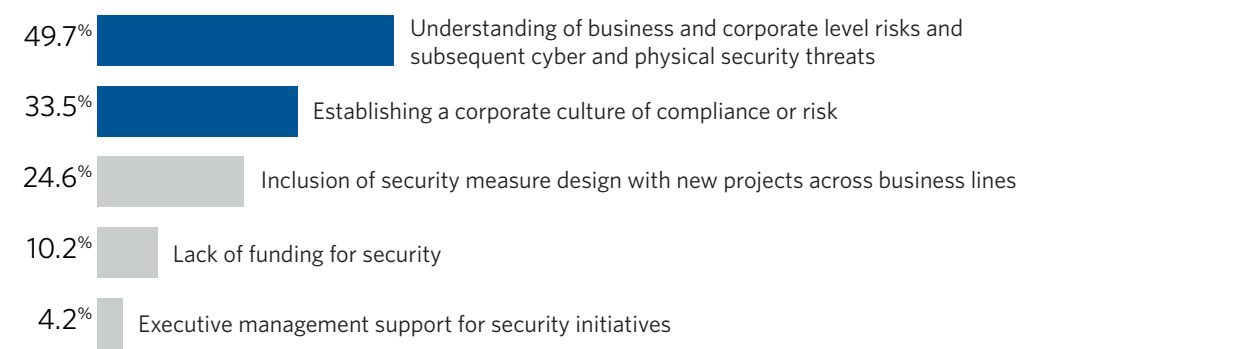 49.7% Understanding of business and corporate level risks and
subsequent cyber and physical security threats
33.5% Establishing a corporate culture of compliance or risk
24.6% Inclusion of security measure design with new projects across business lines
10.2% Lack of funding for security
4.2% Executive management support for security initiatives